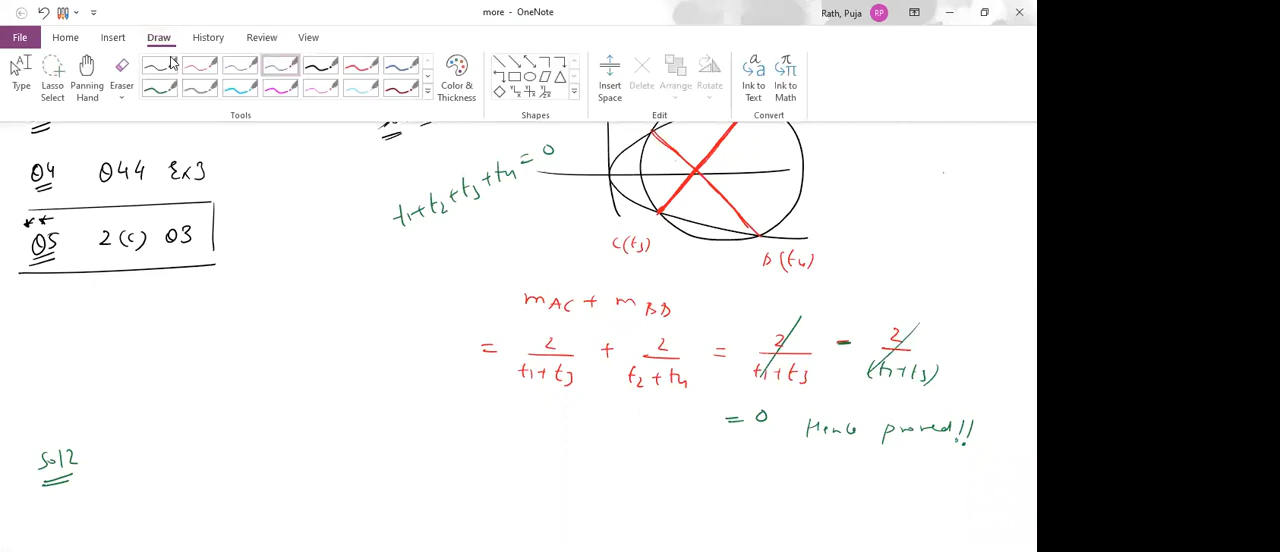 more - OneNote
Rath, Puja
RP
File Home Insert Draw History Review View
Type
Lasso Select
Panning Hand
Eraser
Color & Thickness
Insert Space
Delete
Arrange
Rotate
Ink to Text
Ink to Math
Tools
Shapes
Edit
Convert
Q4 Q44 Ex3
**
Q5 2(c) Q3
t1+t2+t3+t4=0
C(t3)
D(t4)
mAC + mBD
= 2/(t1+t3) + 2/(t2+t4) = 2/(t1+t3) - 2/(t1+t3)
= 0 Hence proved!!
Sol2